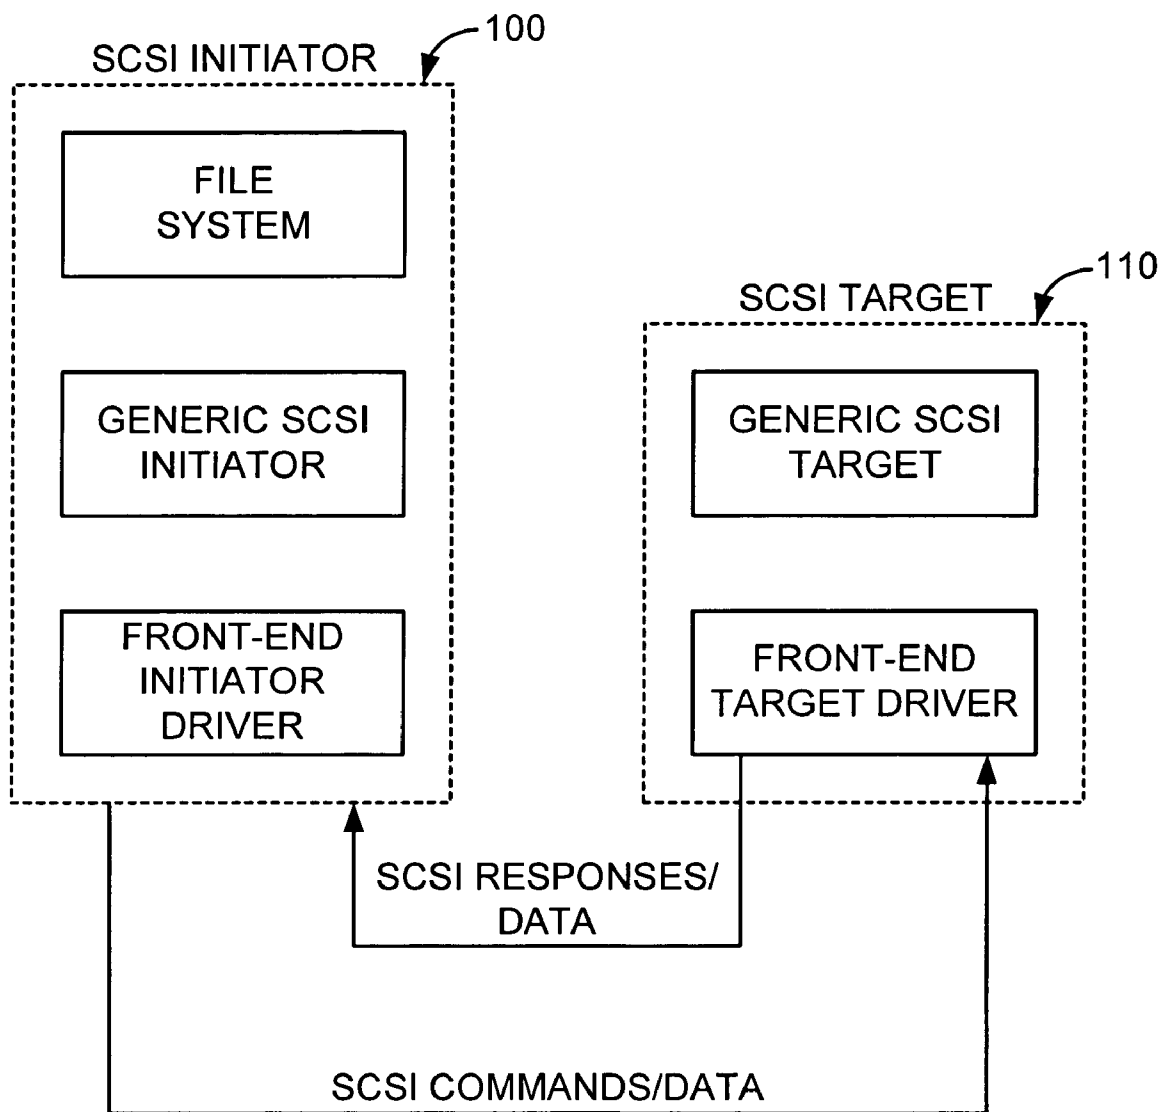 100
SCSI INITIATOR
FILE
SYSTEM
GENERIC SCSI
INITIATOR
FRONT-END
INITIATOR
DRIVER
110
SCSI TARGET
GENERIC SCSI
TARGET
FRONT-END
TARGET DRIVER
SCSI RESPONSES/
DATA
SCSI COMMANDS/DATA